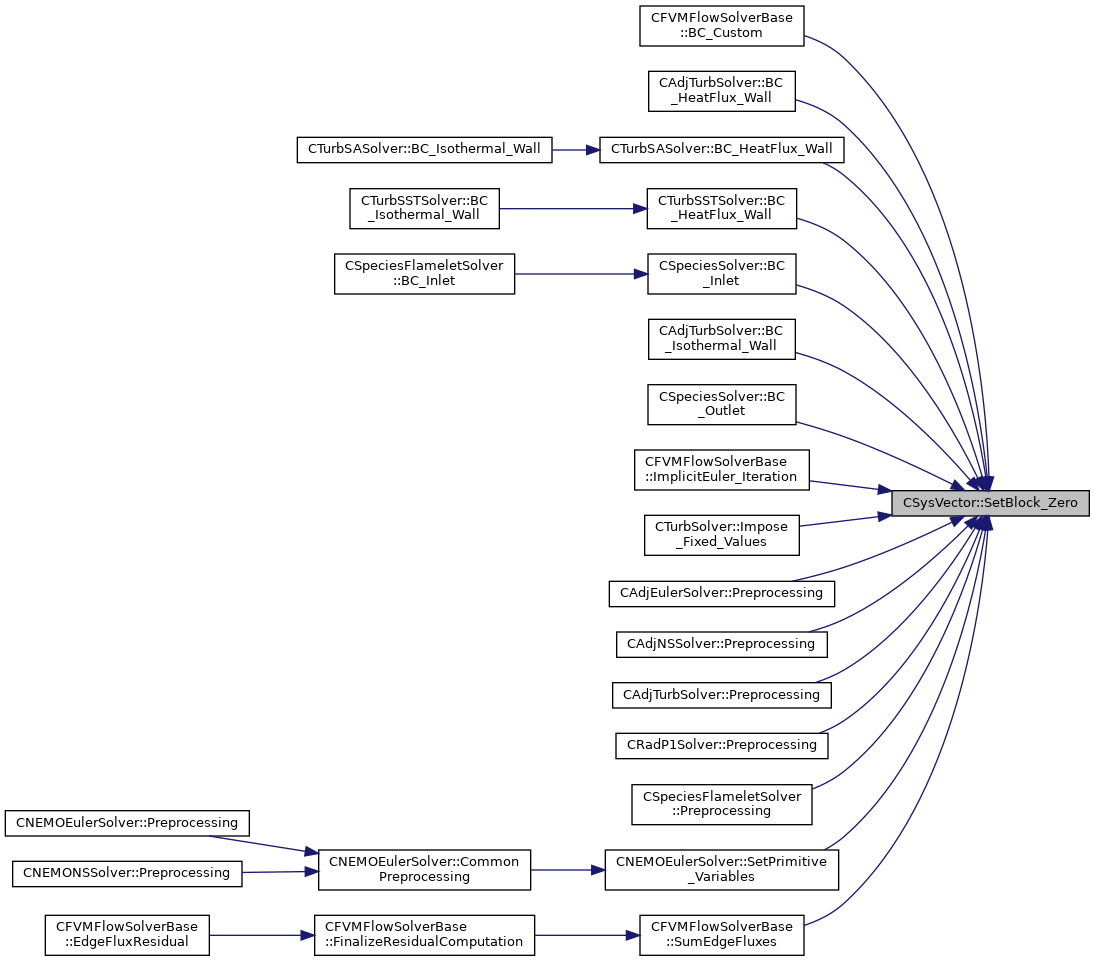 CFVMFlowSolverBase
::BC_Custom
CAdjTurbSolver::BC
_HeatFlux_Wall
CTurbSASolver::BC_Isothermal_Wall
CTurbSASolver::BC_HeatFlux_Wall
CTurbSSTSolver::BC
_Isothermal_Wall
CTurbSSTSolver::BC
_HeatFlux_Wall
CSpeciesFlameletSolver
::BC_Inlet
CSpeciesSolver::BC
_Inlet
CAdjTurbSolver::BC
_Isothermal_Wall
CSpeciesSolver::BC
_Outlet
CFVMFlowSolverBase
::ImplicitEuler_Iteration
CSysVector::SetBlock_Zero
CTurbSolver::Impose
_Fixed_Values
CAdjEulerSolver::Preprocessing
CAdjNSSolver::Preprocessing
CAdjTurbSolver::Preprocessing
CRadP1Solver::Preprocessing
CSpeciesFlameletSolver
::Preprocessing
CNEMOEulerSolver::Preprocessing
CNEMONSSolver::Preprocessing
CNEMOEulerSolver::Common
Preprocessing
CNEMOEulerSolver::SetPrimitive
_Variables
CFVMFlowSolverBase
::EdgeFluxResidual
CFVMFlowSolverBase
::FinalizeResidualComputation
CFVMFlowSolverBase
::SumEdgeFluxes